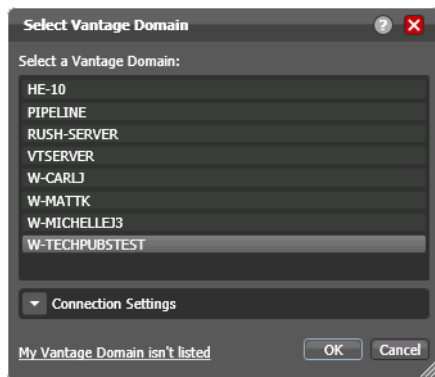 Select Vantage Domain
?
Select a Vantage Domain:
HE-10
PIPELINE
RUSH-SERVER
VTSERVER
W-CARLJ
W-MATTK
W-MICHELLEJ3
W-TECHPUBSTEST
Connection Settings
My Vantage Domain isn't listed
OK
Cancel